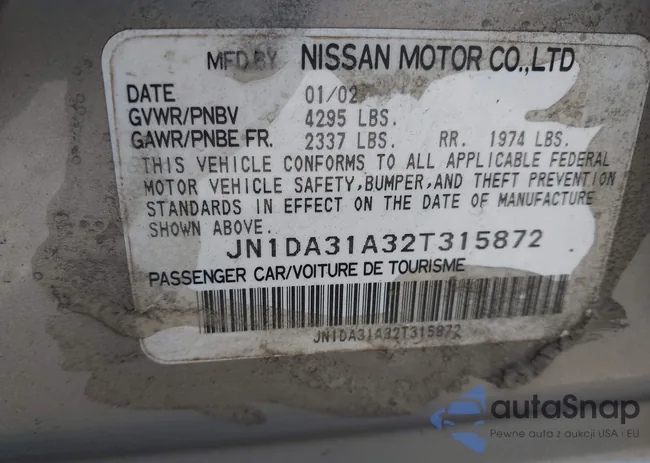 MFD BY NISSAN MOTOR CO.,LTD
DATE 01/02
GVWR/PNBV 4295 LBS.
GAWR/PNBE FR. 2337 LBS. RR. 1974 LBS.
THIS VEHICLE CONFORMS TO ALL APPLICABLE FEDERAL
MOTOR VEHICLE SAFETY,BUMPER,AND THEFT PREVENTION
STANDARDS IN EFFECT ON THE DATE OF MANUFACTURE
SHOWN ABOVE.
JN1DA31A32T315872
PASSENGER CAR/VOITURE DE TOURISME
JN1DA31A32T315872
autoSnap
Pewne auta z aukcji USA i EU